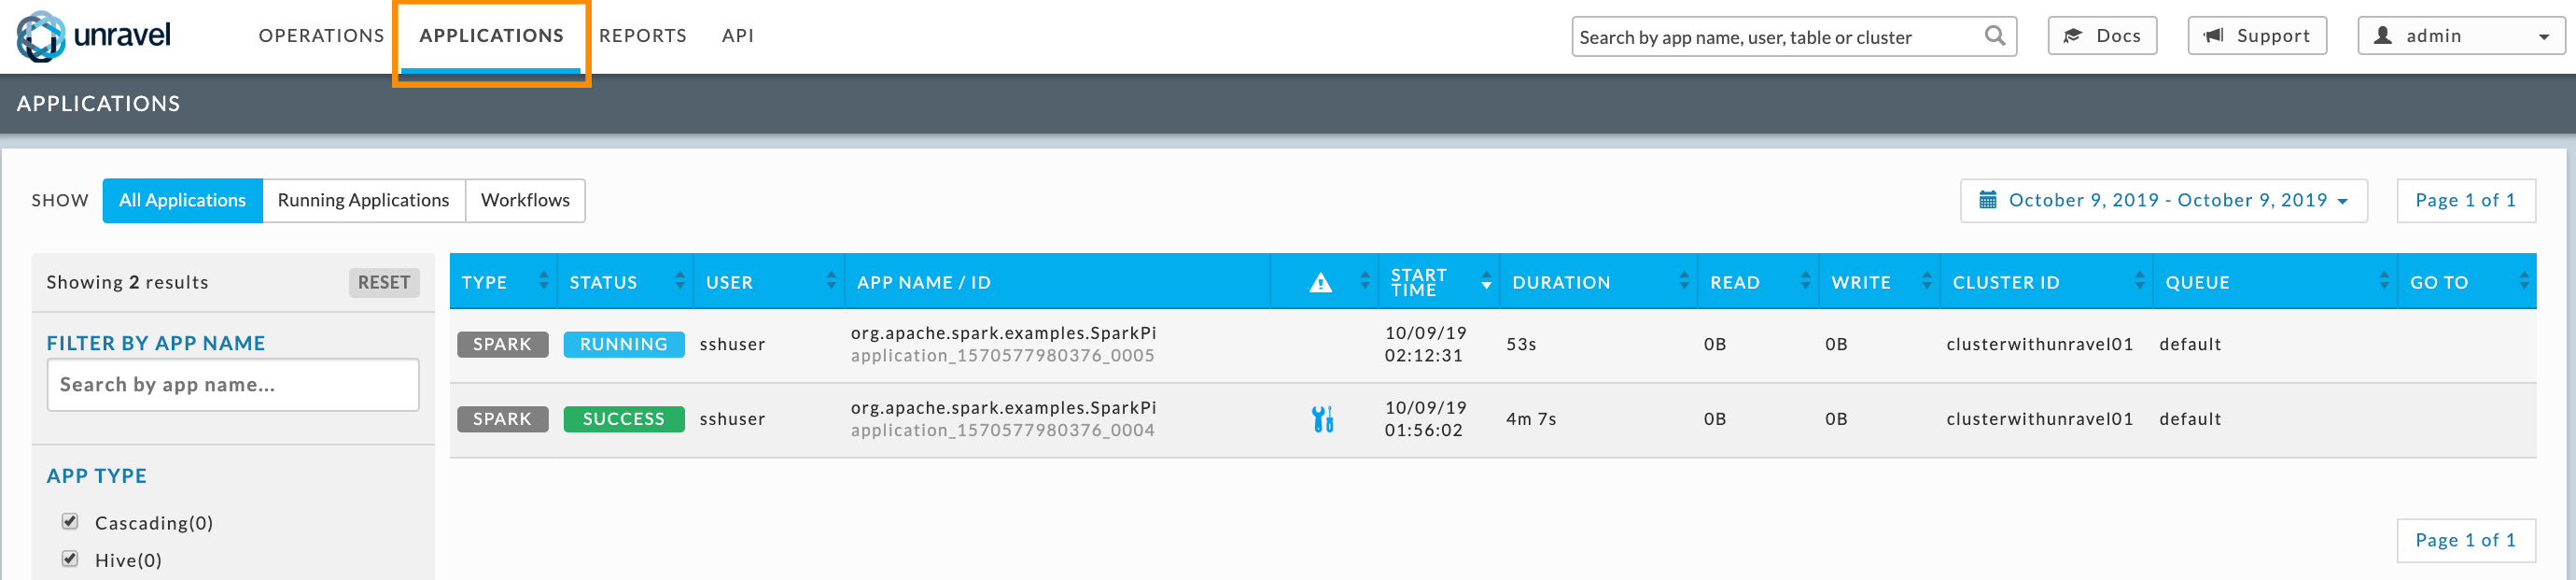 unravel OPERATIONS APPLICATIONS REPORTS API Search by app name, user, table or cluster Docs Support admin
APPLICATIONS
SHOW All Applications Running Applications Workflows October 9, 2019 - October 9, 2019 Page 1 of 1
Showing 2 results RESET
FILTER BY APP NAME
Search by app name...
APP TYPE
Cascading(0)
Hive(0)
TYPE STATUS USER APP NAME / ID START TIME DURATION READ WRITE CLUSTER ID QUEUE GO TO
SPARK RUNNING sshuser org.apache.spark.examples.SparkPi 10/09/19 53s 0B 0B clusterwithunravel01 default
application_1570577980376_0005 02:12:31
SPARK SUCCESS sshuser org.apache.spark.examples.SparkPi 10/09/19 4m 7s 0B 0B clusterwithunravel01 default
application_1570577980376_0004 01:56:02
Page 1 of 1